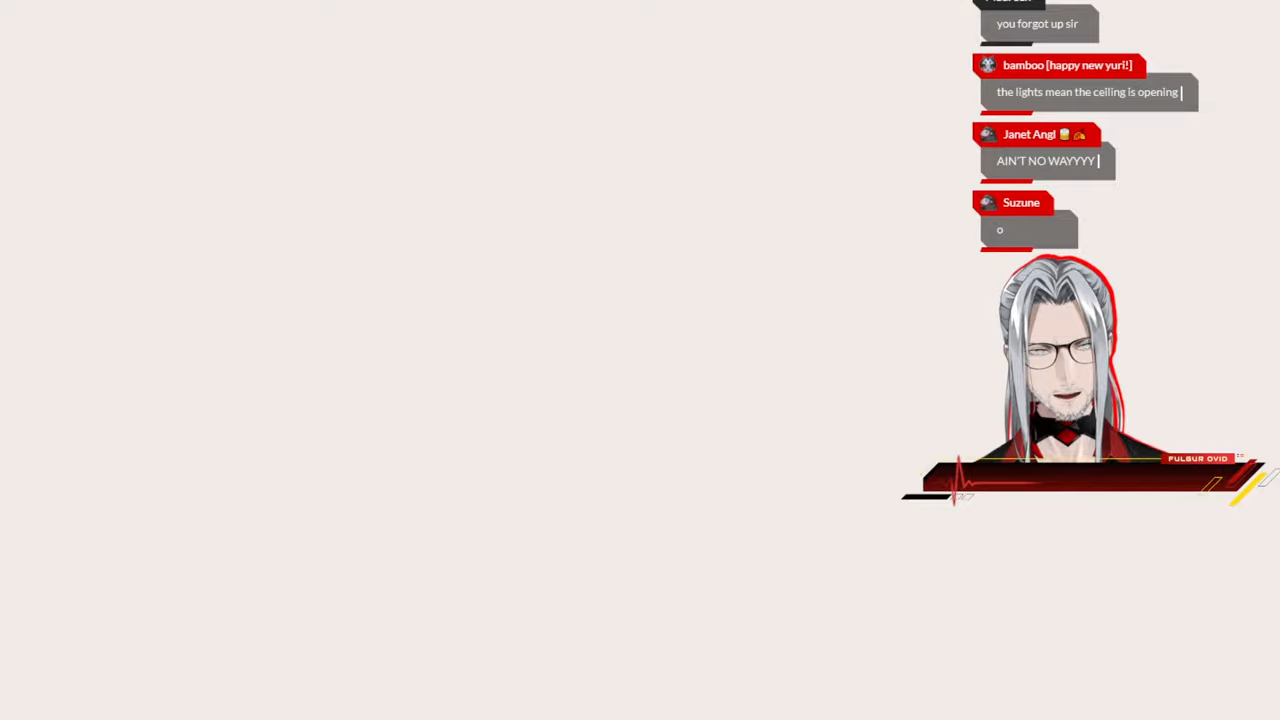 you forgot up sir
bamboo [happy new yuri!]
the lights mean the ceiling is opening
Janet Angl
AIN'T NO WAYYYY
Suzune
o
FULGUR OVID